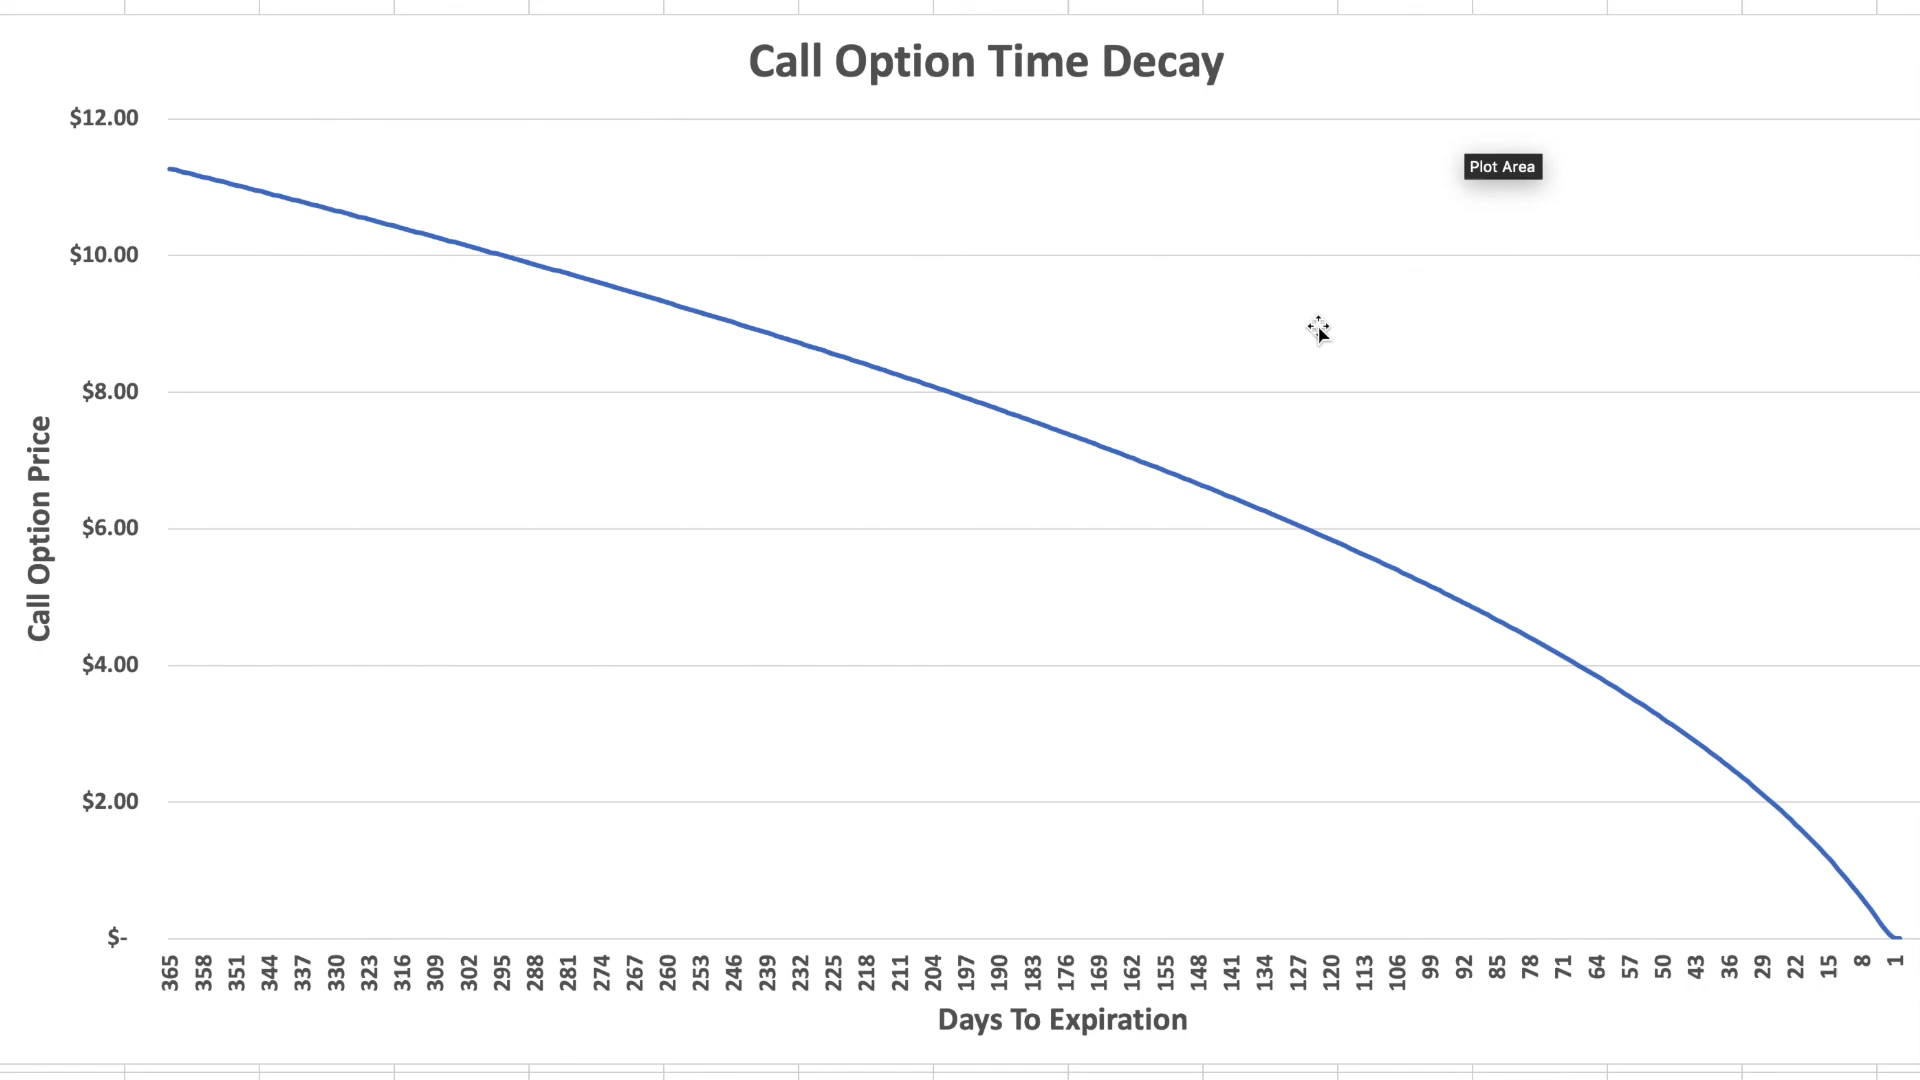 Call Option Time Decay
$12.00
Plot Area
$10.00
$8.00
Call Option Price
$6.00
$4.00
$2.00
$-
365 358 351 344 337 330 323 316 309 302 295 288 281 274 267 260 253 246 239 232 225 218 211 204 197 190 183 176 169 162 155 148 141 134 127 120 113 106 99 92 85 78 71 64 57 50 43 36 29 22 15 8 1
Days To Expiration